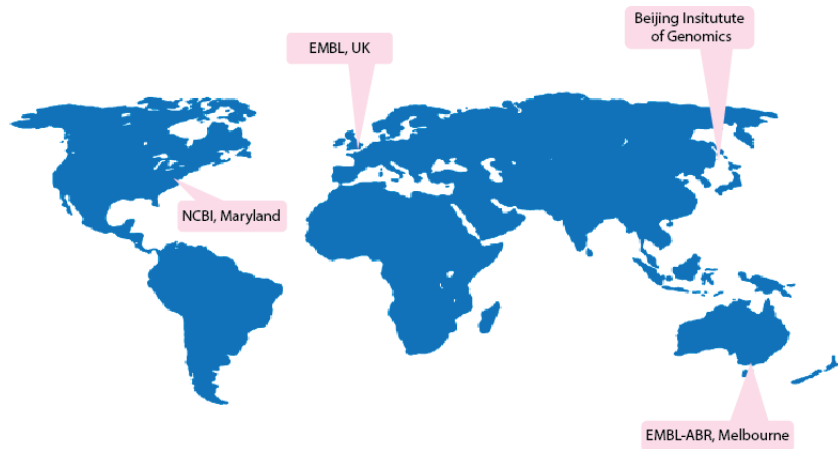 Beijing Insitutute
of Genomics
EMBL, UK
NCBI, Maryland
EMBL-ABR, Melbourne